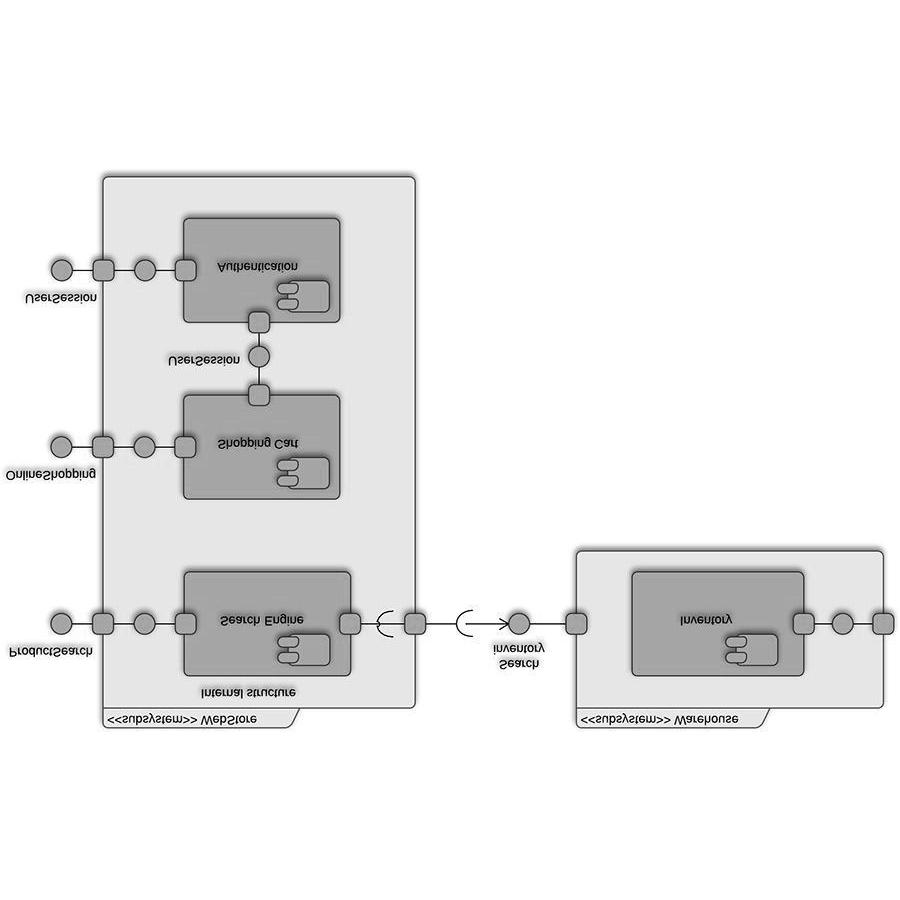 <<subsystem>> WebStore
<<subsystem>> Warehouse
Internal structure
ProductSearch
Search
inventory
Search Engine
Inventory
OnlineShopping
Shopping Cart
UserSession
UserSession
Authentication